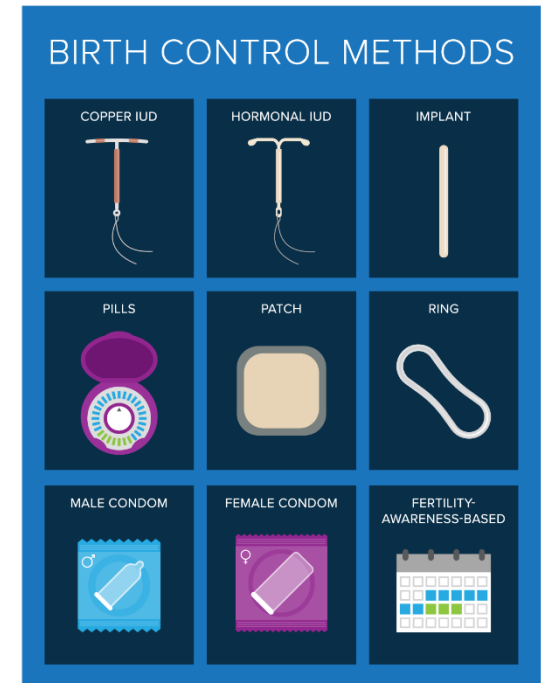 BIRTH CONTROL METHODS
COPPER IUD
HORMONAL IUD
IMPLANT
PILLS
PATCH
RING
MALE CONDOM
FEMALE CONDOM
FERTILITY-
AWARENESS-BASED